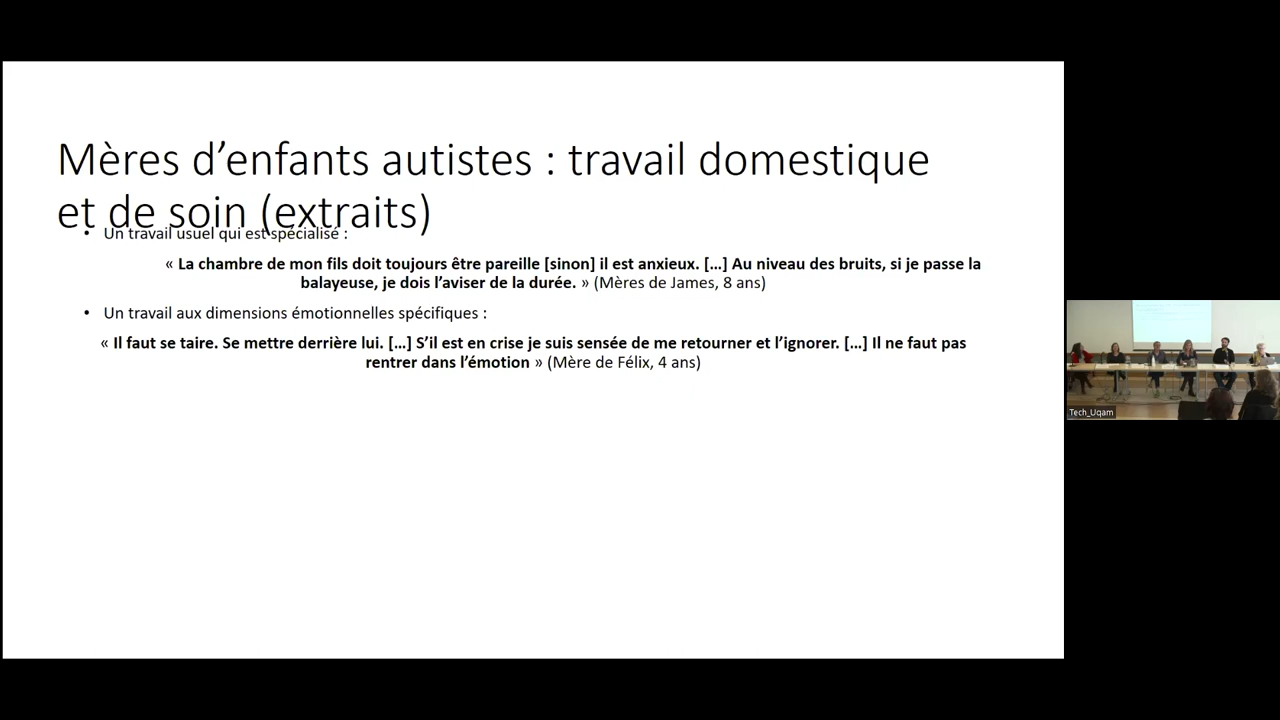 Mères d’enfants autistes : travail domestique
et de soin (extraits)
• Un travail usuel qui est spécialisé :
« La chambre de mon fils doit toujours être pareille [sinon] il est anxieux. […] Au niveau des bruits, si je passe la
balayeuse, je dois l’aviser de la durée. » (Mères de James, 8 ans)
• Un travail aux dimensions émotionnelles spécifiques :
« Il faut se taire. Se mettre derrière lui. […] S’il est en crise je suis sensée de me retourner et l’ignorer. […] Il ne faut pas
rentrer dans l’émotion » (Mère de Félix, 4 ans)
Tech_Uqam